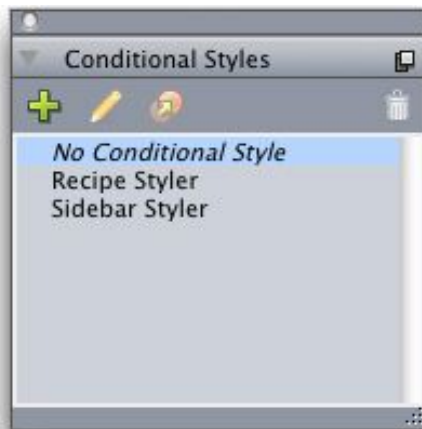 Conditional Styles
No Conditional Style
Recipe Styler
Sidebar Styler